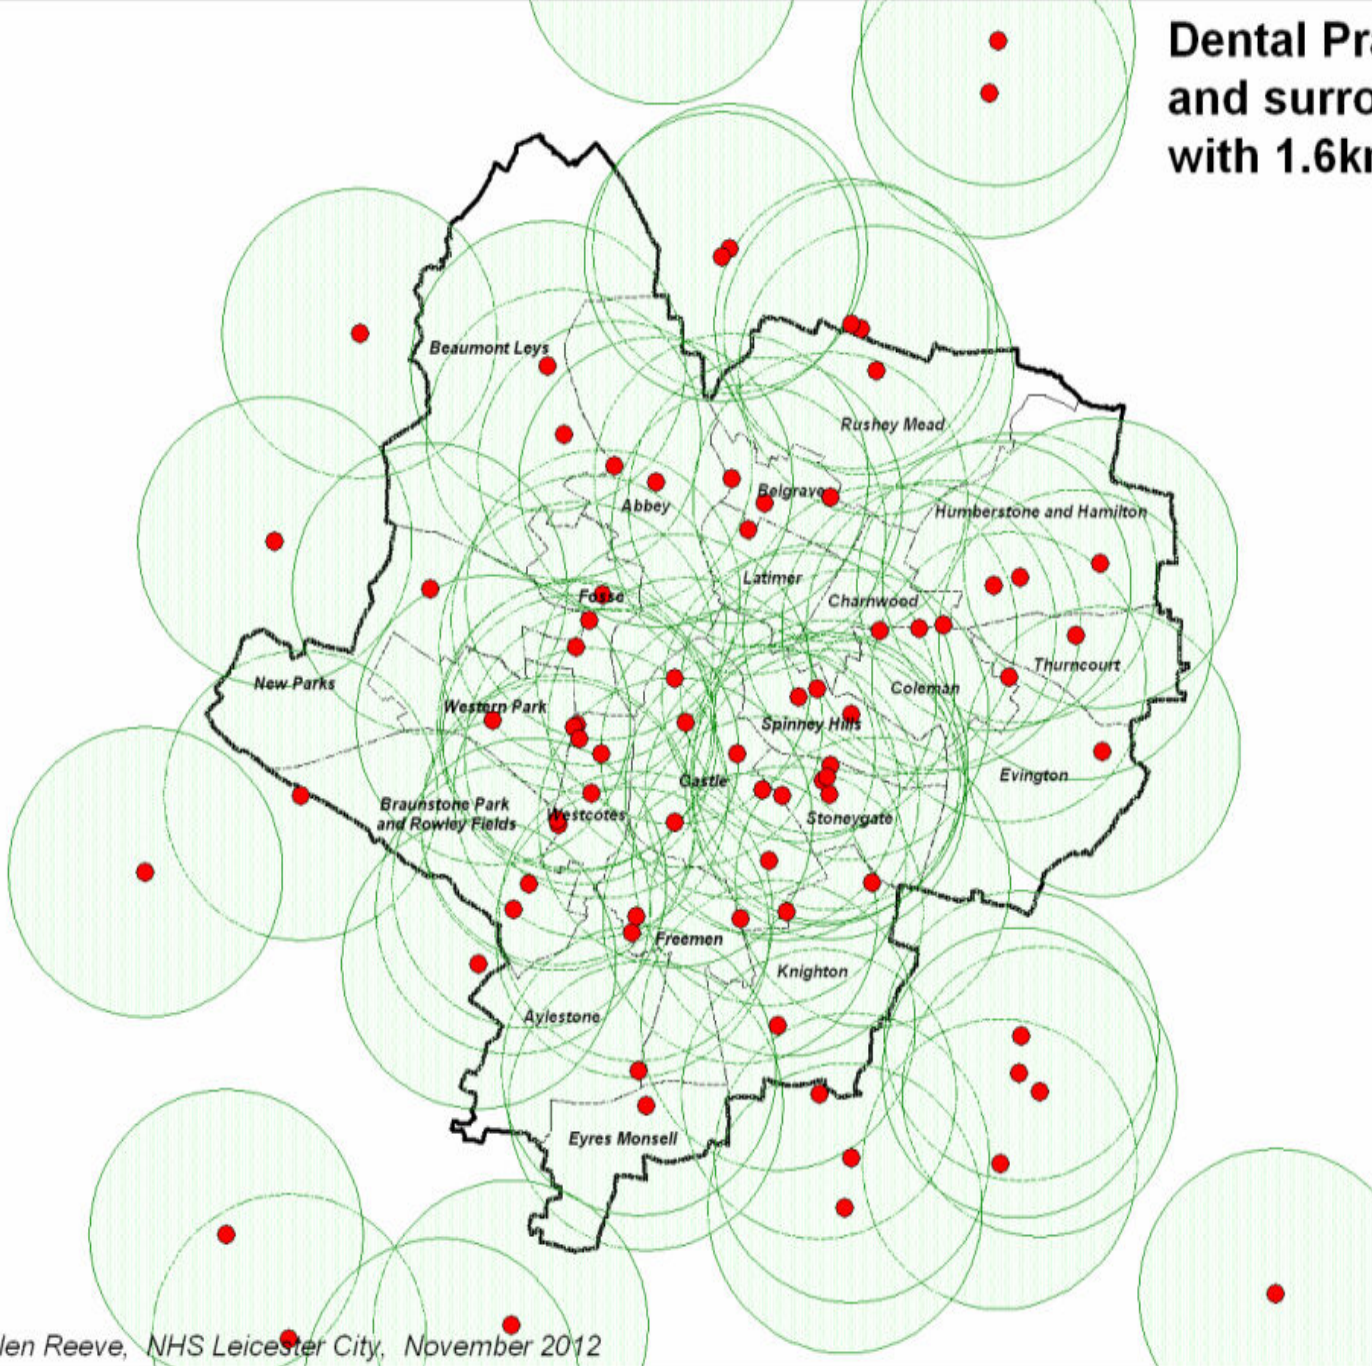 Dental Pr
and surro
with 1.6k
Beaumont Leys
Rushey Mead
Abbey
Belgrave
Humberstone and Hamilton
Latimer
Fosse
Charnwood
Thurncourt
New Parks
Coleman
Western Park
Spinney Hills
Castle
Evington
Braunstone Park
and Rowley Fields
Westcotes
Stoneygate
Freemen
Knighton
Aylestone
Eyres Monsell
len Reeve, NHS Leicester City, November 2012